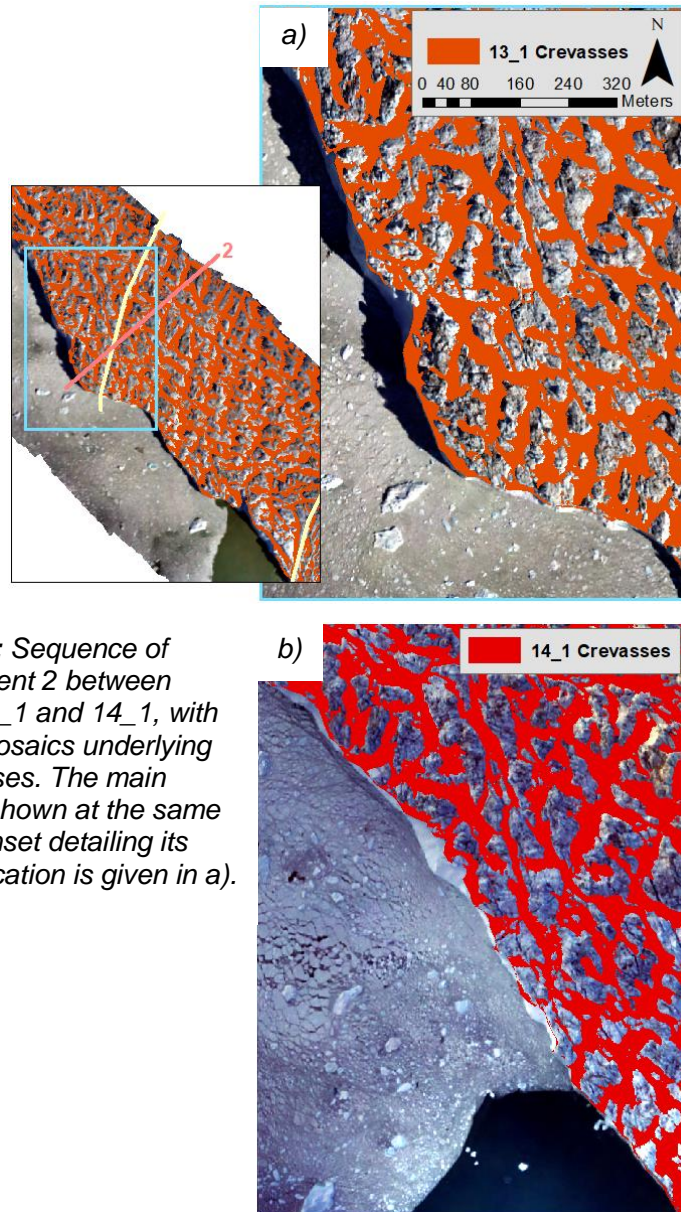 a)
13_1 Crevasses
N
0 40 80 160 240 320
Meters
2
: Sequence of
ent 2 between
_1 and 14_1, with
osaics underlying
ses. The main
hown at the same
nset detailing its
cation is given in a).
b)
14_1 Crevasses